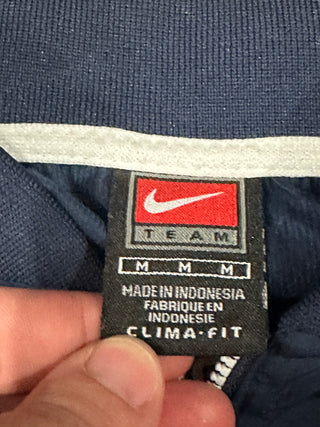 TEAM
M M M
MADE IN INDONESIA
FABRIQUE EN
INDONESIE
CLIMA-FIT